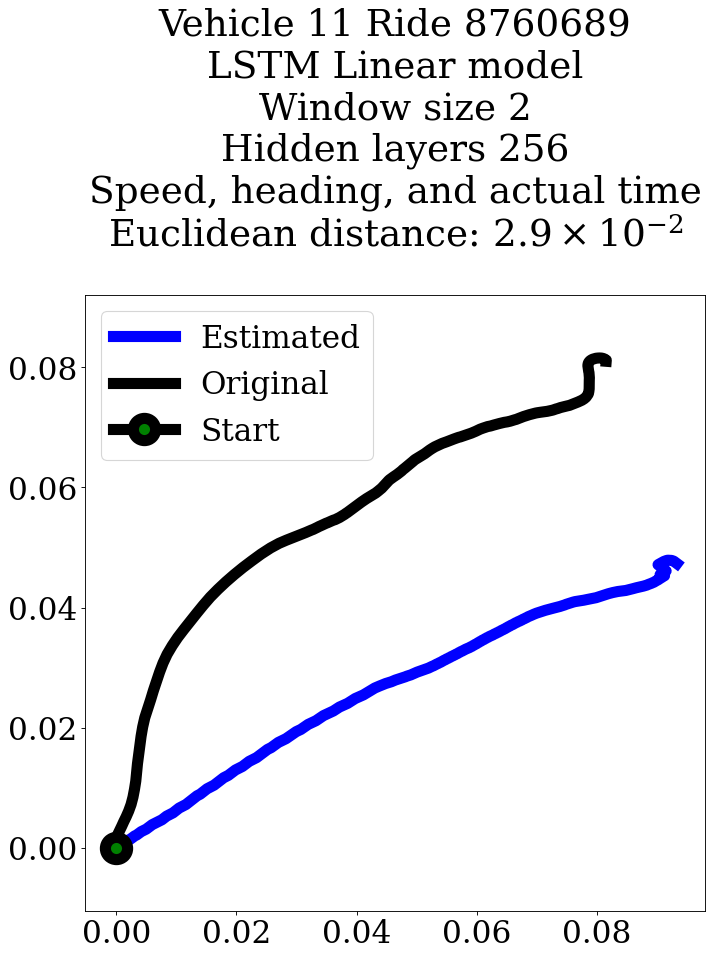 Vehicle 11 Ride 8760689
LSTM Linear model
Window size 2
Hidden layers 256
Speed, heading, and actual time
Euclidean distance: 2.9 × 10⁻²
Estimated
Original
Start
0.08
0.06
0.04
0.02
0.00
0.00 0.02 0.04 0.06 0.08